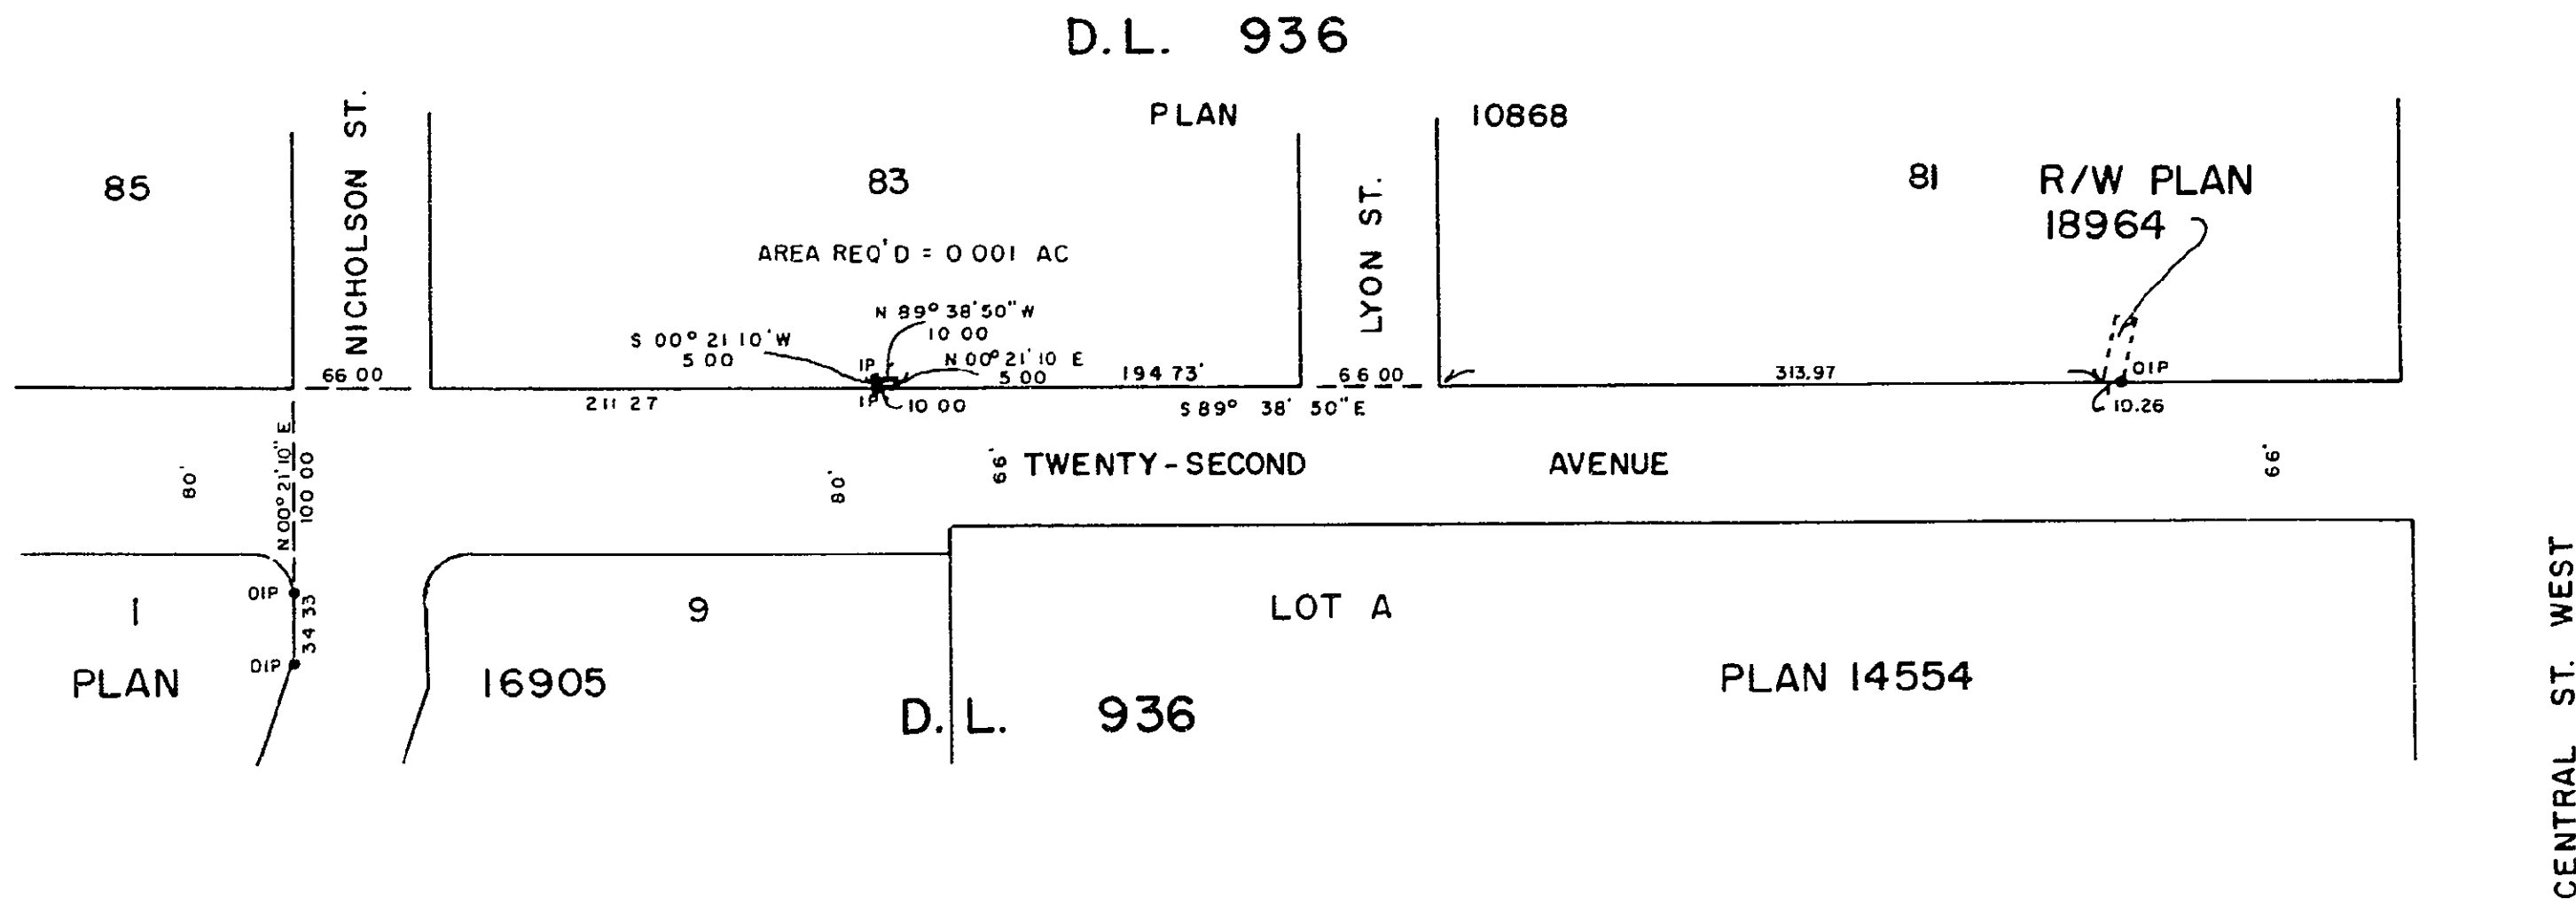 D.L. 936
PLAN 10868
NICHOLSON ST.
85
83
LYON ST.
81
R/W PLAN
18964
AREA REQ'D = 0 001 AC
N 89° 38' 50" W
10 00
S 00° 21 10' W
5 00
N 00° 21' 10 E
5 00
IP
66 00
194 73'
66 00
313.97
OIP
211 27
IP
10 00
S 89° 38' 50" E
10.26
N 00° 21' 10" E
100 00
80'
80'
66'
TWENTY-SECOND AVENUE
66'
OIP
34 33
OIP
1
9
LOT A
PLAN 16905
PLAN 14554
D.L. 936
CENTRAL ST. WEST